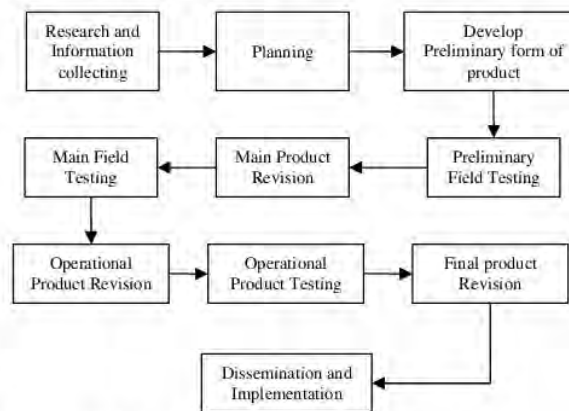 Research and
Information
collecting
Planning
Develop
Preliminary form of
product
Main Field
Testing
Main Product
Revision
Preliminary
Field Testing
Operational
Product Revision
Operational
Product Testing
Final product
Revision
Dissemination and
Implementation